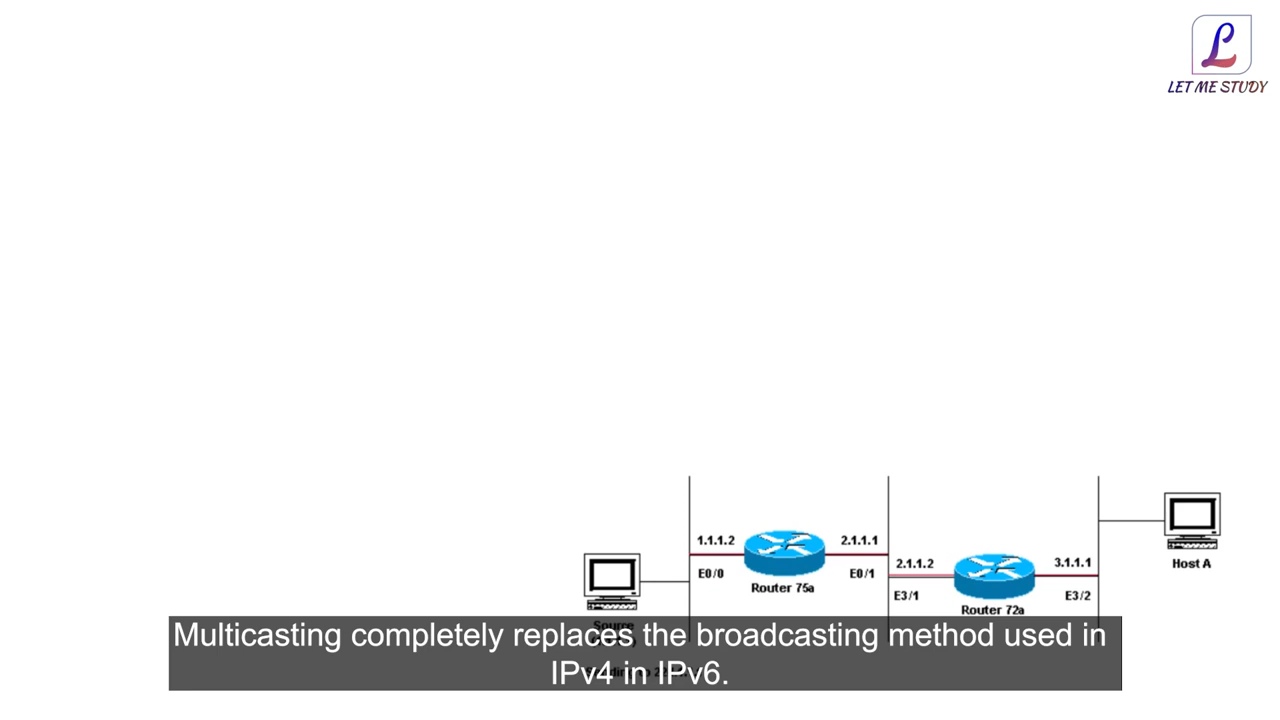 L
LET ME STUDY
1.1.1.2
2.1.1.1
E0/0
E0/1
Router 75a
2.1.1.2
3.1.1.1
E3/1
E3/2
Router 72a
Host A
Source
Multicasting completely replaces the broadcasting method used in
IPv4 in IPv6.